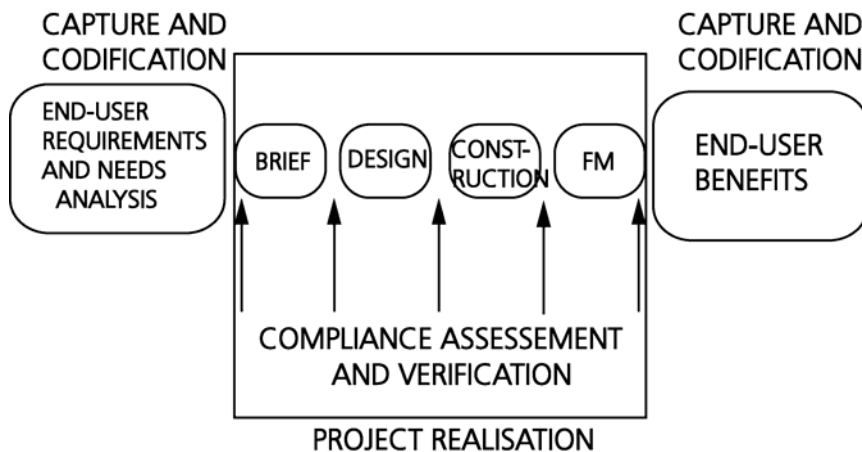 CAPTURE AND
CODIFICATION
END-USER
REQUIREMENTS
AND NEEDS
ANALYSIS
BRIEF
DESIGN
CONST-
RUCTION
FM
CAPTURE AND
CODIFICATION
END-USER
BENEFITS
COMPLIANCE ASSESSEMENT
AND VERIFICATION
PROJECT REALISATION